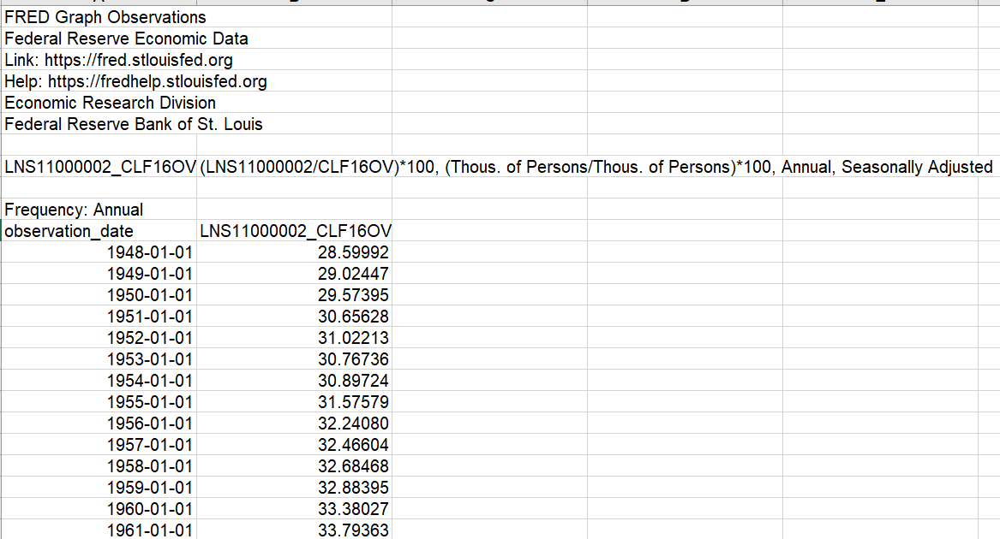 FRED Graph Observations
Federal Reserve Economic Data
Link: https://fred.stlouisfed.org
Help: https://fredhelp.stlouisfed.org
Economic Research Division
Federal Reserve Bank of St. Louis
LNS11000002_CLF16OV (LNS11000002/CLF16OV)*100, (Thous. of Persons/Thous. of Persons)*100, Annual, Seasonally Adjusted
Frequency: Annual
observation_date LNS11000002_CLF16OV
1948-01-01 28.59992
1949-01-01 29.02447
1950-01-01 29.57395
1951-01-01 30.65628
1952-01-01 31.02213
1953-01-01 30.76736
1954-01-01 30.89724
1955-01-01 31.57579
1956-01-01 32.24080
1957-01-01 32.46604
1958-01-01 32.68468
1959-01-01 32.88395
1960-01-01 33.38027
1961-01-01 33.79363